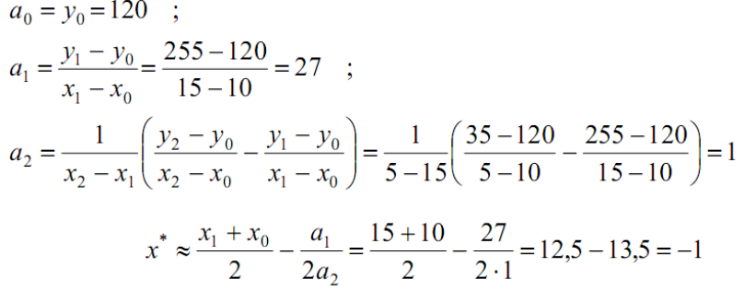 a₀ = y₀ = 120 ;
a₁ = (y₁ − y₀)/(x₁ − x₀) = (255 − 120)/(15 − 10) = 27 ;
a₂ = 1/(x₂ − x₁) ((y₂ − y₀)/(x₂ − x₀) − (y₁ − y₀)/(x₁ − x₀)) = 1/(5 − 15) ((35 − 120)/(5 − 10) − (255 − 120)/(15 − 10)) = 1
x* ≈ (x₁ + x₀)/2 − a₁/(2a₂) = (15 + 10)/2 − 27/(2 · 1) = 12,5 − 13,5 = −1